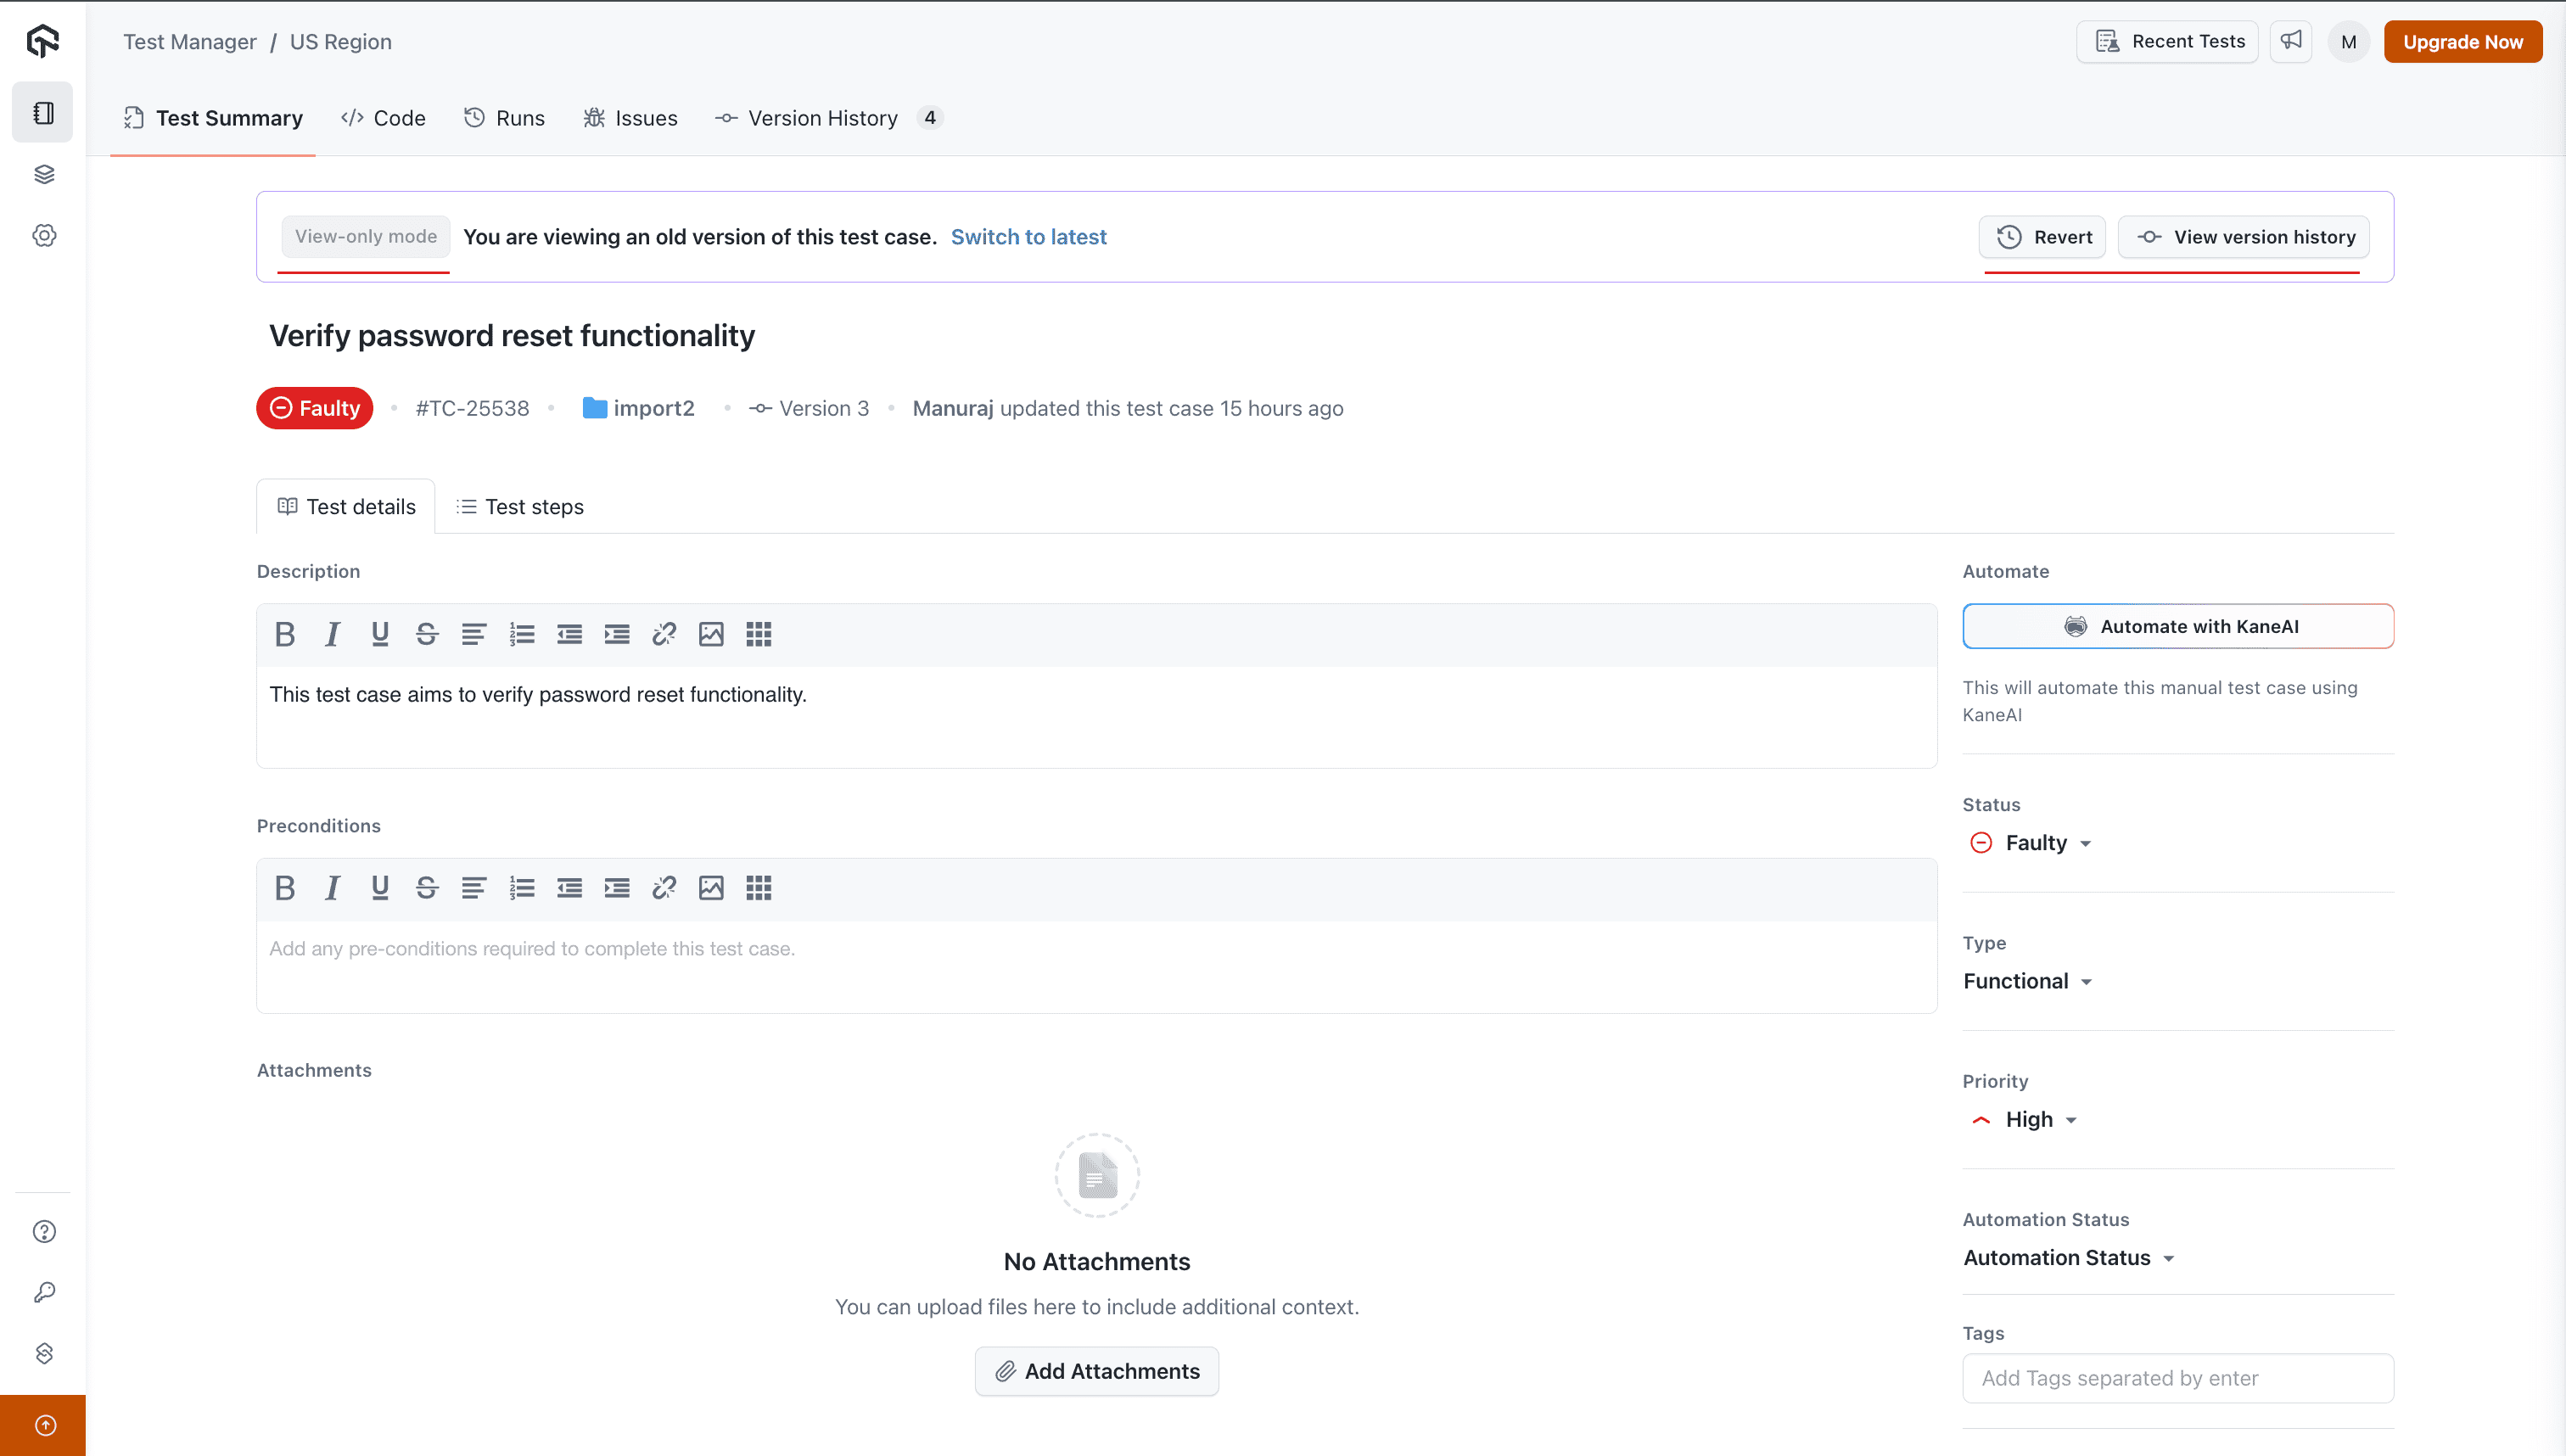 Test Manager / US Region
Recent Tests
M
Upgrade Now
Test Summary
Code
Runs
Issues
Version History 4
View-only mode
You are viewing an old version of this test case. Switch to latest
Revert
View version history
Verify password reset functionality
Faulty • #TC-25538 • import2 • Version 3 • Manuraj updated this test case 15 hours ago
Test details
Test steps
Description
This test case aims to verify password reset functionality.
Preconditions
Add any pre-conditions required to complete this test case.
Attachments
No Attachments
You can upload files here to include additional context.
Add Attachments
Automate
Automate with KaneAI
This will automate this manual test case using
KaneAI
Status
Faulty
Type
Functional
Priority
High
Automation Status
Automation Status
Tags
Add Tags separated by enter